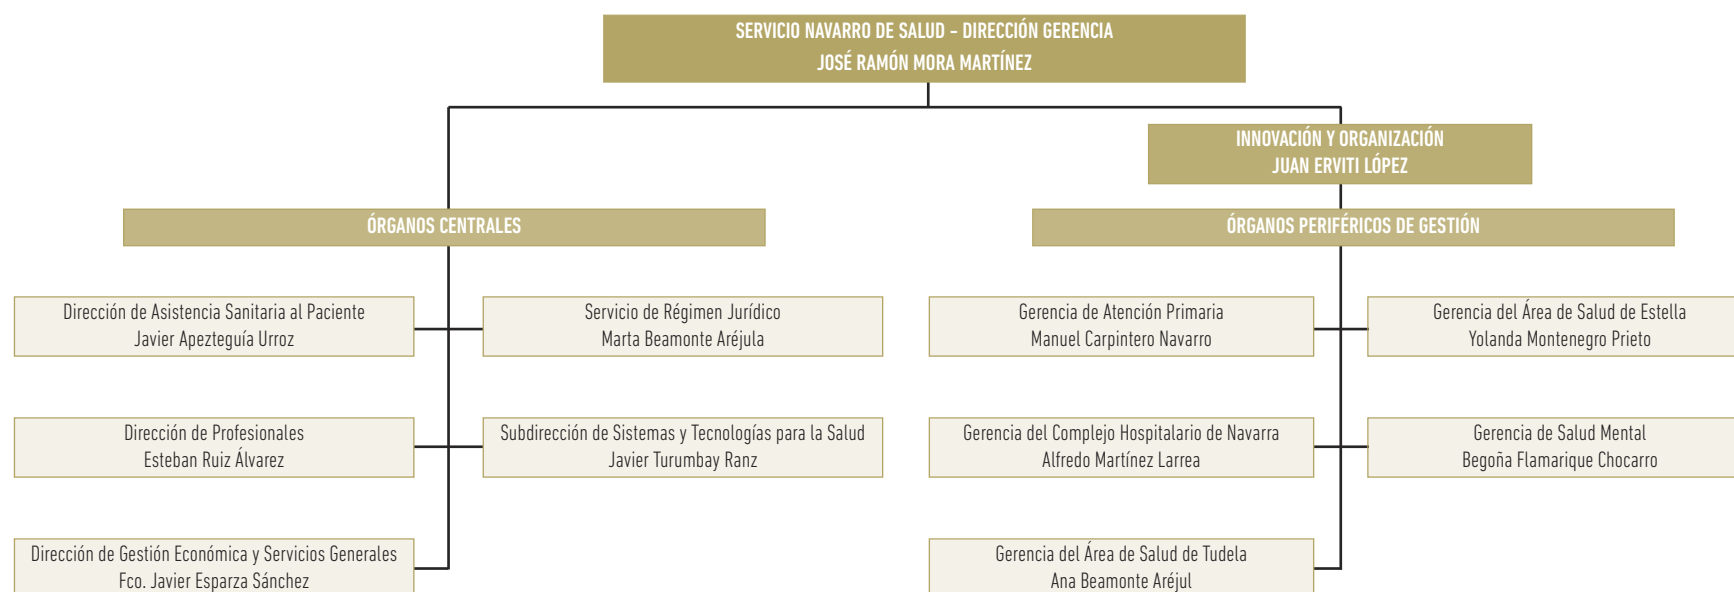 SERVICIO NAVARRO DE SALUD – DIRECCIÓN GERENCIA
JOSÉ RAMÓN MORA MARTÍNEZ
INNOVACIÓN Y ORGANIZACIÓN
JUAN ERVITI LÓPEZ
ÓRGANOS CENTRALES
ÓRGANOS PERIFÉRICOS DE GESTIÓN
Dirección de Asistencia Sanitaria al Paciente
Javier Apezteguía Urroz
Servicio de Régimen Jurídico
Marta Beamonte Aréjula
Gerencia de Atención Primaria
Manuel Carpintero Navarro
Gerencia del Área de Salud de Estella
Yolanda Montenegro Prieto
Dirección de Profesionales
Esteban Ruiz Álvarez
Subdirección de Sistemas y Tecnologías para la Salud
Javier Turumbay Ranz
Gerencia del Complejo Hospitalario de Navarra
Alfredo Martínez Larrea
Gerencia de Salud Mental
Begoña Flamarique Chocarro
Dirección de Gestión Económica y Servicios Generales
Fco. Javier Esparza Sánchez
Gerencia del Área de Salud de Tudela
Ana Beamonte Aréjul